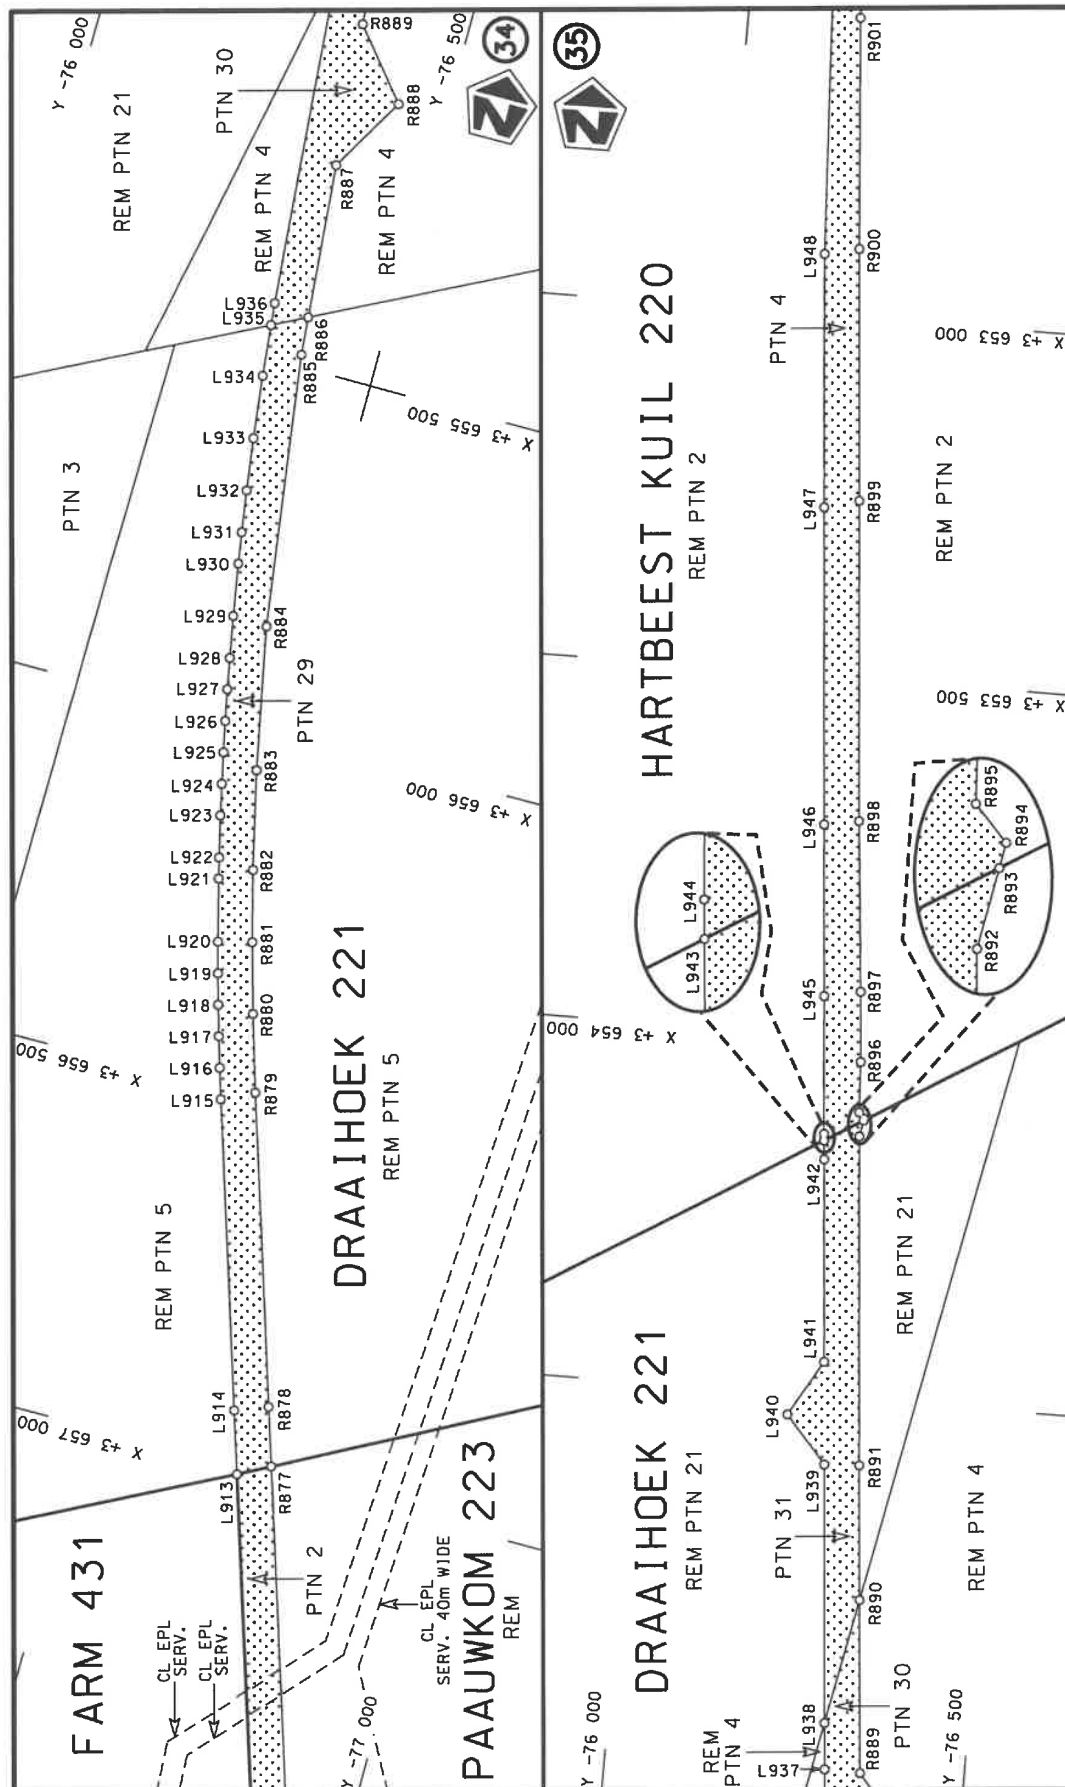 Y -76 000
PTN 30
R889
Y -76 500
34
REM PTN 21
R888
REM PTN 4
REM PTN 4
R887
L936
L935
R886
R885
L934
X +3 655 500
L933
PTN 3
L932
L931
L930
L929
R884
L928
L927
PTN 29
L926
L925
R883
L924
X +3 656 000
L923
L922
R882
L921
L920
R881
L919
L918
R880
L917
X +3 656 500
L916
L915
R879
DRAAIHOEK 221
REM PTN 5
REM PTN 5
L914
R878
X +3 657 000
L913
R877
FARM 431
PTN 2
CL EPL
SERV.
CL EPL
SERV.
CL EPL
SERV. 40m WIDE
PAAUWKOM 223
REM
Y -77 000
35
R901
L948
R900
PTN 4
X +3 653 000
HARTBEEST KUIL 220
REM PTN 2
REM PTN 2
L947
R899
X +3 653 500
L946
R898
R895
R894
R893
R892
L944
L943
L945
R897
X +3 654 000
R896
L942
REM PTN 21
L941
L940
DRAAIHOEK 221
REM PTN 21
L939
R891
PTN 31
REM PTN 4
R890
PTN 30
L938
REM
PTN 4
L937
R889
Y -76 000
Y -76 500